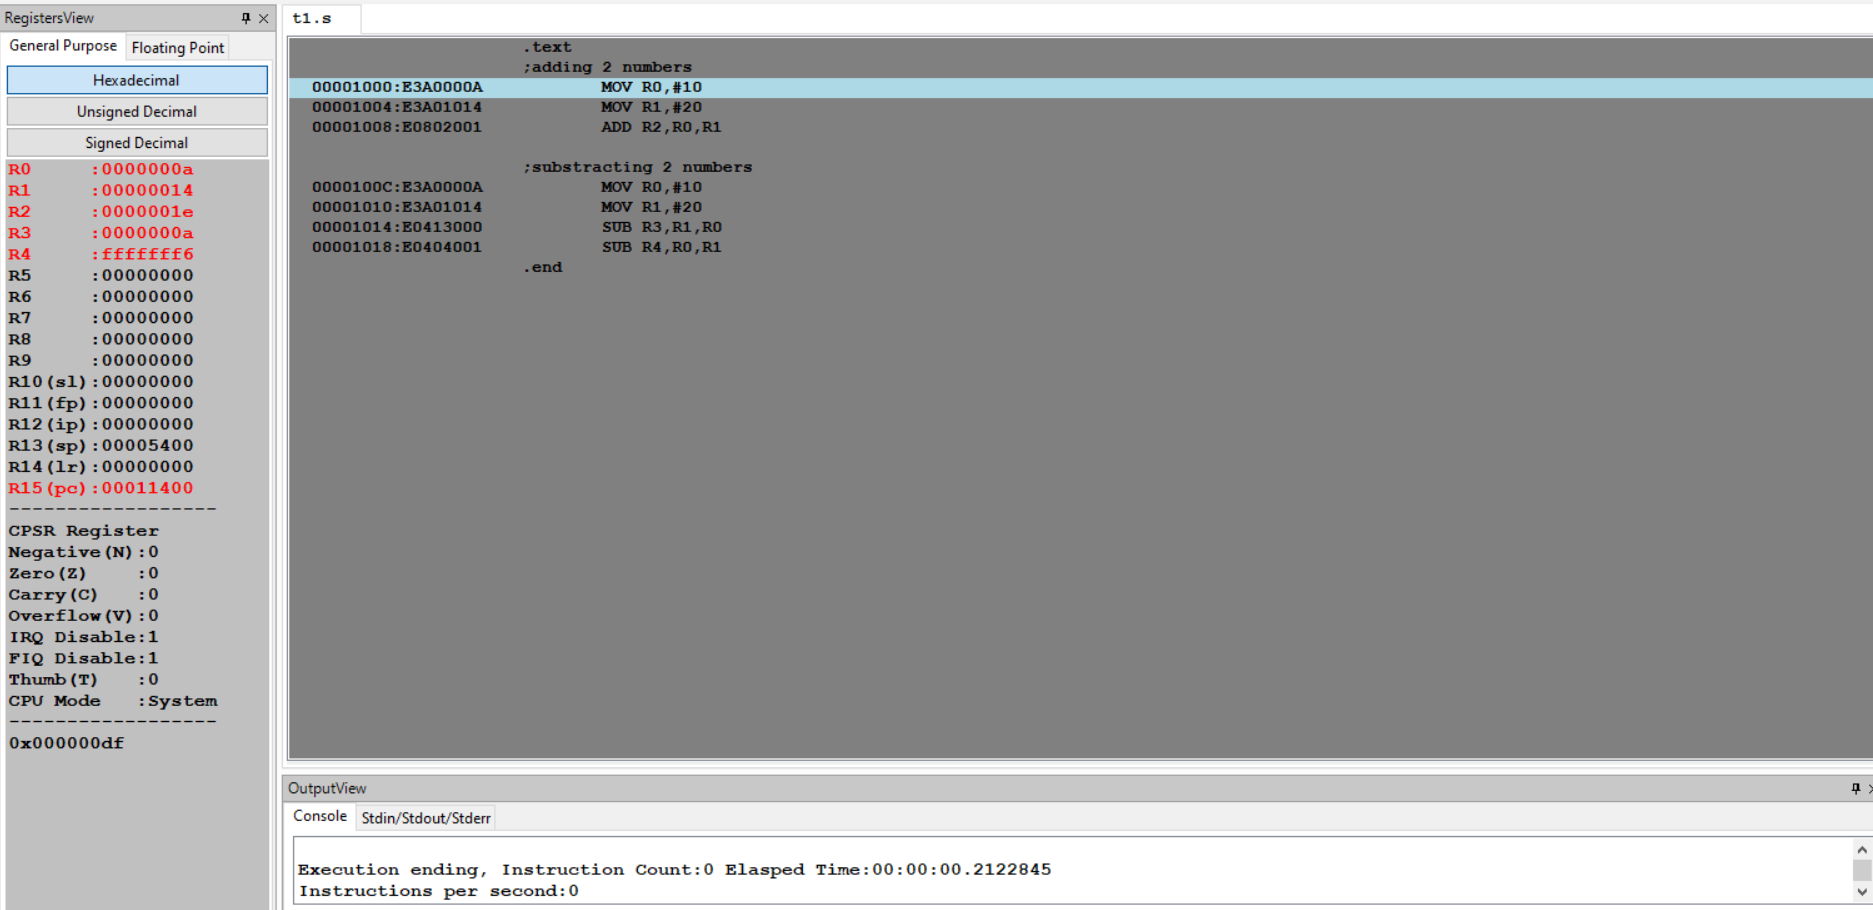 RegistersView
General Purpose Floating Point
Hexadecimal
Unsigned Decimal
Signed Decimal
R0      :0000000a
R1      :00000014
R2      :0000001e
R3      :0000000a
R4      :fffffff6
R5      :00000000
R6      :00000000
R7      :00000000
R8      :00000000
R9      :00000000
R10(sl):00000000
R11(fp):00000000
R12(ip):00000000
R13(sp):00005400
R14(lr):00000000
R15(pc):00011400
------------------
CPSR Register
Negative(N):0
Zero(Z)    :0
Carry(C)   :0
Overflow(V):0
IRQ Disable:1
FIQ Disable:1
Thumb(T)   :0
CPU Mode   :System
------------------
0x000000df
t1.s
.text
;adding 2 numbers
00001000:E3A0000A            MOV R0,#10
00001004:E3A01014            MOV R1,#20
00001008:E0802001            ADD R2,R0,R1
;substracting 2 numbers
0000100C:E3A0000A            MOV R0,#10
00001010:E3A01014            MOV R1,#20
00001014:E0413000            SUB R3,R1,R0
00001018:E0404001            SUB R4,R0,R1
.end
OutputView
Console Stdin/Stdout/Stderr
Execution ending, Instruction Count:0 Elasped Time:00:00:00.2122845
Instructions per second:0